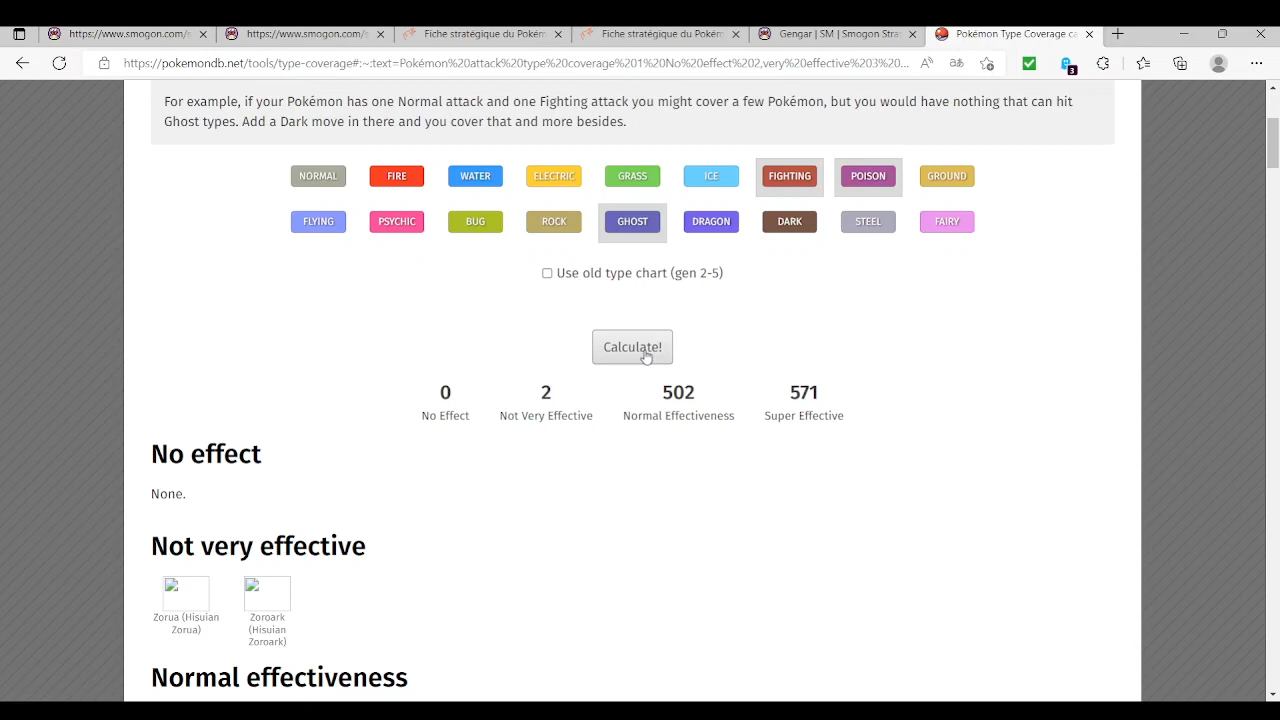 https://www.smogon.com/s
https://www.smogon.com/s
Fiche stratégique du Pokém
Fiche stratégique du Pokém
Gengar | SM | Smogon Stra
Pokémon Type Coverage ca
https://pokemondb.net/tools/type-coverage#:~:text=Pokémon%20attack%20type%20coverage%201%20No%20effect%202,very%20effective%203%20...
3
For example, if your Pokémon has one Normal attack and one Fighting attack you might cover a few Pokémon, but you would have nothing that can hit
Ghost types. Add a Dark move in there and you cover that and more besides.
NORMAL FIRE WATER ELECTRIC GRASS ICE FIGHTING POISON GROUND
FLYING PSYCHIC BUG ROCK GHOST DRAGON DARK STEEL FAIRY
Use old type chart (gen 2-5)
Calculate!
0 2 502 571
No Effect Not Very Effective Normal Effectiveness Super Effective
No effect
None.
Not very effective
Zorua (Hisuian
Zorua)
Zoroark
(Hisuian
Zoroark)
Normal effectiveness